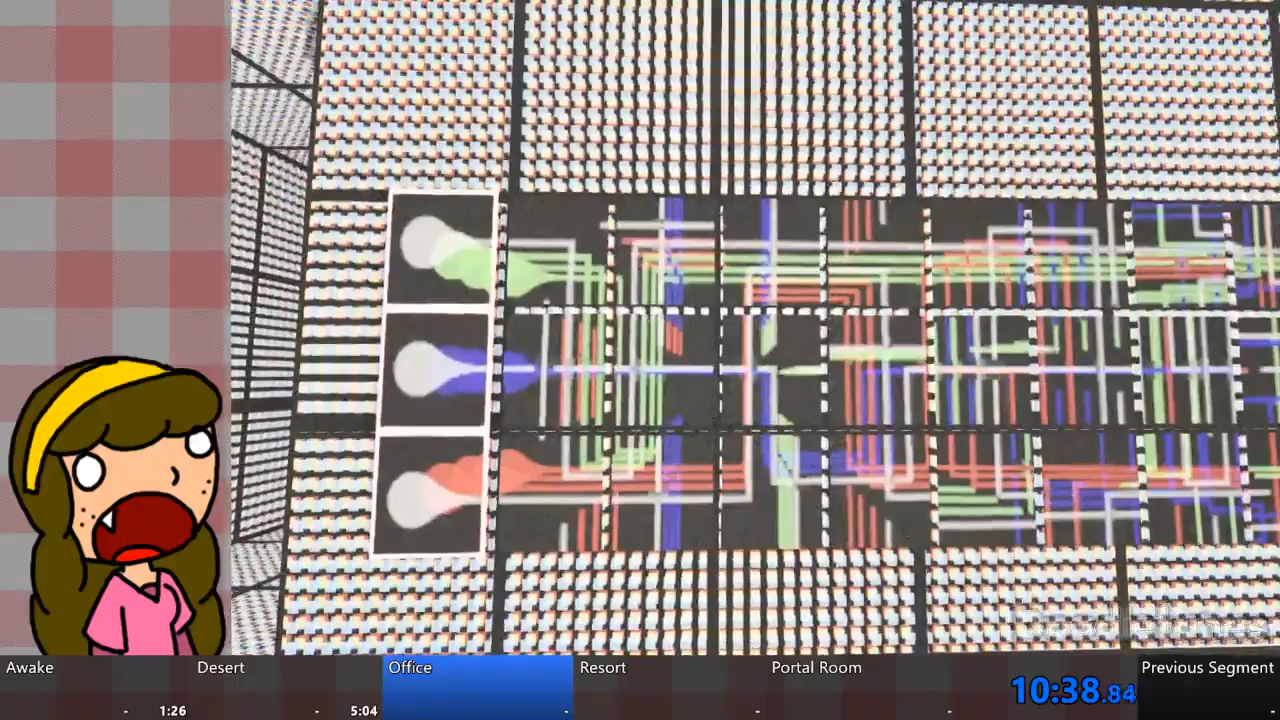 Awake Desert Office Resort Portal Room Previous Segment
- 1:26 - 5:04 - - - -
10:38.84